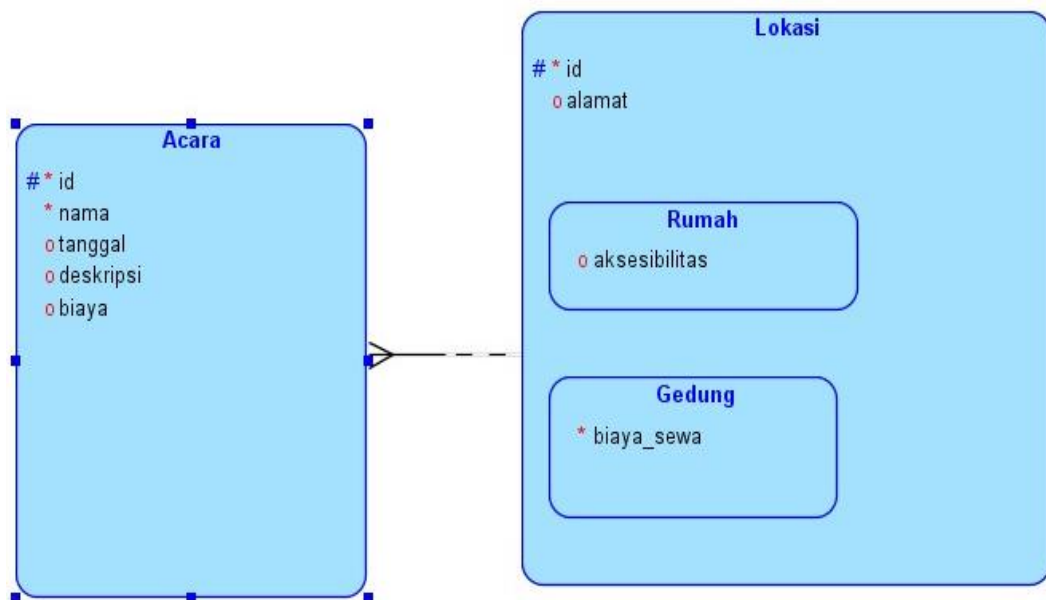 Acara
# * id
* nama
o tanggal
o deskripsi
o biaya
Lokasi
# * id
o alamat
Rumah
o aksesibilitas
Gedung
* biaya_sewa